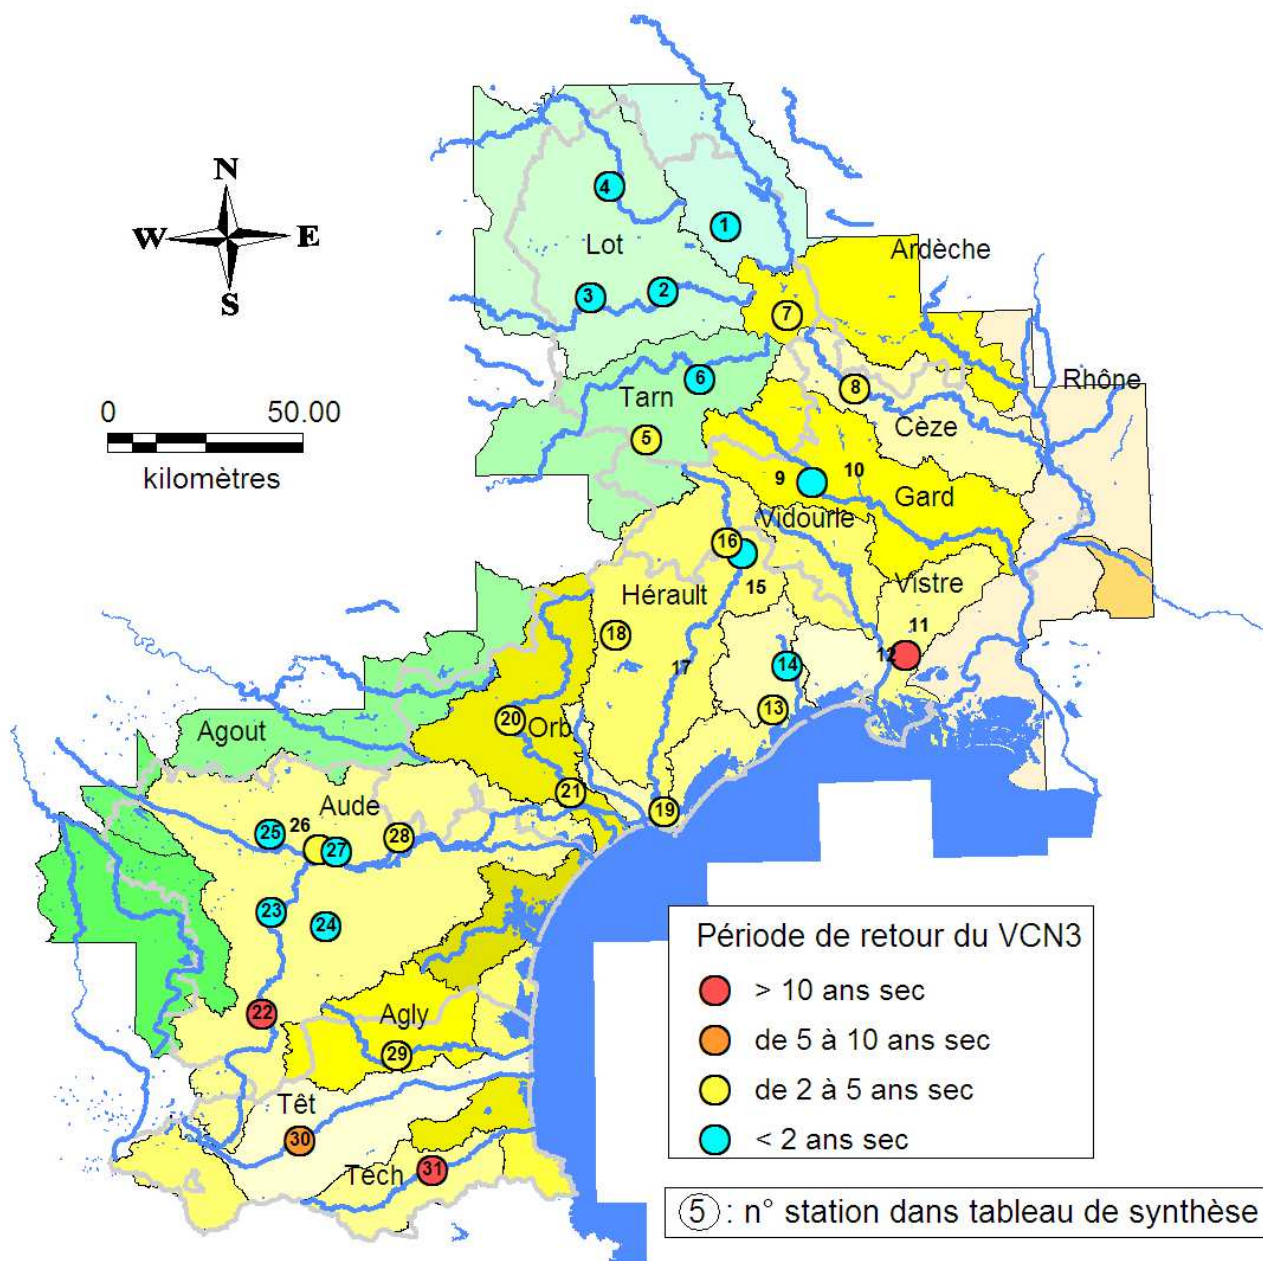 N
W E
S
0 50.00
kilomètres
Lot
Ardèche
Rhône
Tarn
Cèze
Gard
Vidourle
Vistre
Hérault
Orb
Agout
Aude
Agly
Têt
Tech
4
1
3
2
7
6
8
5
9
10
16
15
18
11
12
17
14
13
20
21
19
25
26
27
28
23
24
22
29
30
31
Période de retour du VCN3
> 10 ans sec
de 5 à 10 ans sec
de 2 à 5 ans sec
< 2 ans sec
5 : n° station dans tableau de synthèse